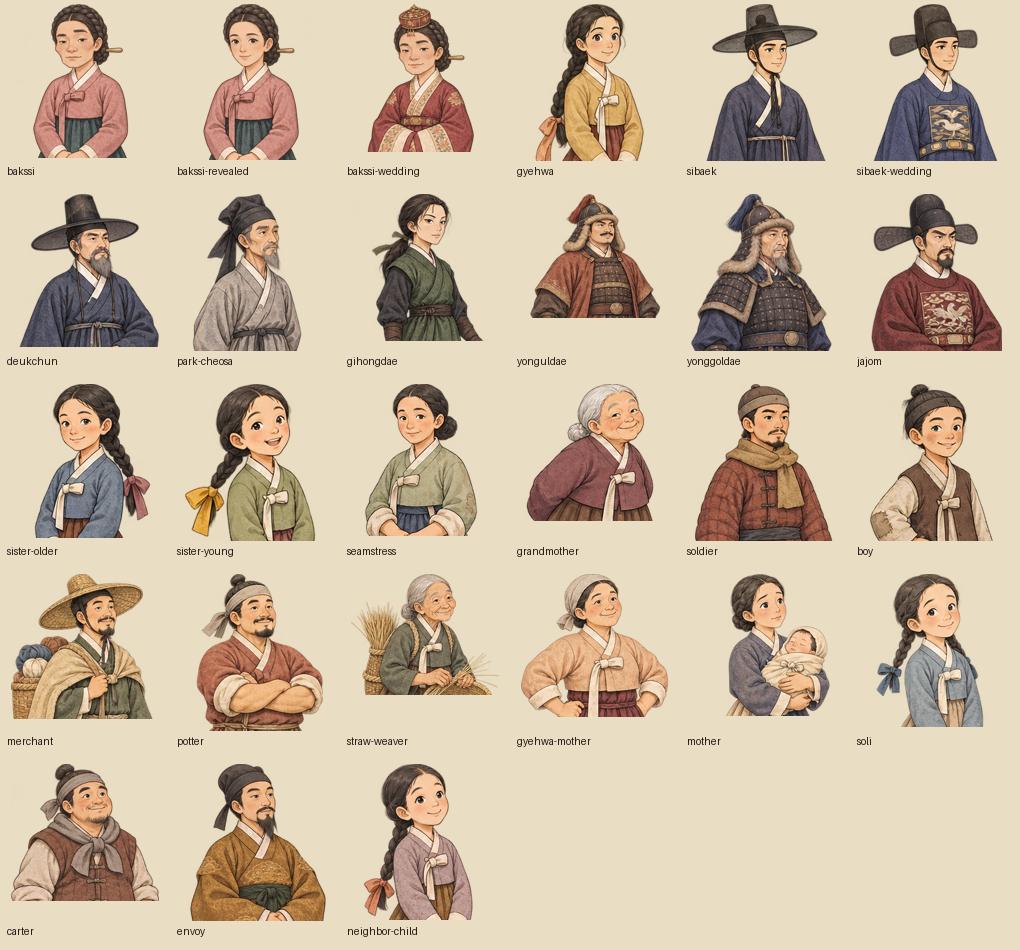 bakssi
bakssi-revealed
bakssi-wedding
gyehwa
sibaek
sibaek-wedding
deukchun
park-cheosa
gihongdae
yonguldae
yonggoldae
jajom
sister-older
sister-young
seamstress
grandmother
soldier
boy
merchant
potter
straw-weaver
gyehwa-mother
mother
soli
carter
envoy
neighbor-child